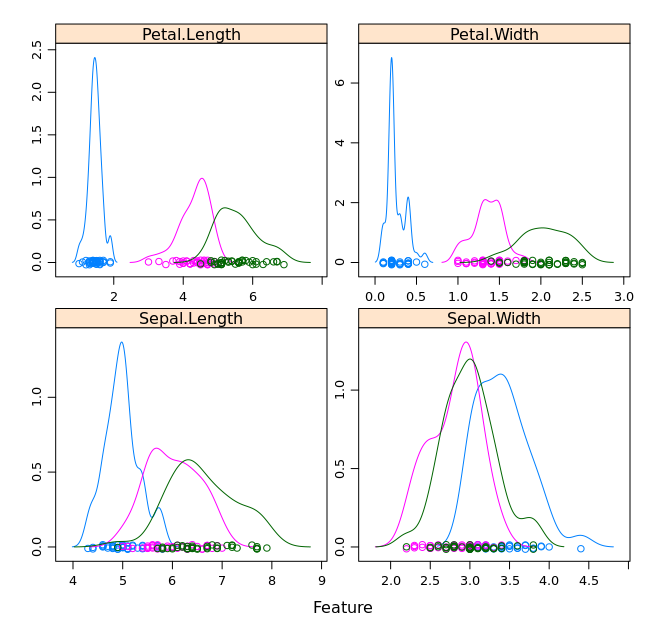 Petal.Length Petal.Width
0.0 0.5 1.0 1.5 2.0 2.5
0 2 4 6
2 4 6
0.0 0.5 1.0 1.5 2.0 2.5 3.0
Sepal.Length Sepal.Width
0.0 0.5 1.0
0.0 0.5 1.0
4 5 6 7 8 9
2.0 2.5 3.0 3.5 4.0 4.5
Feature